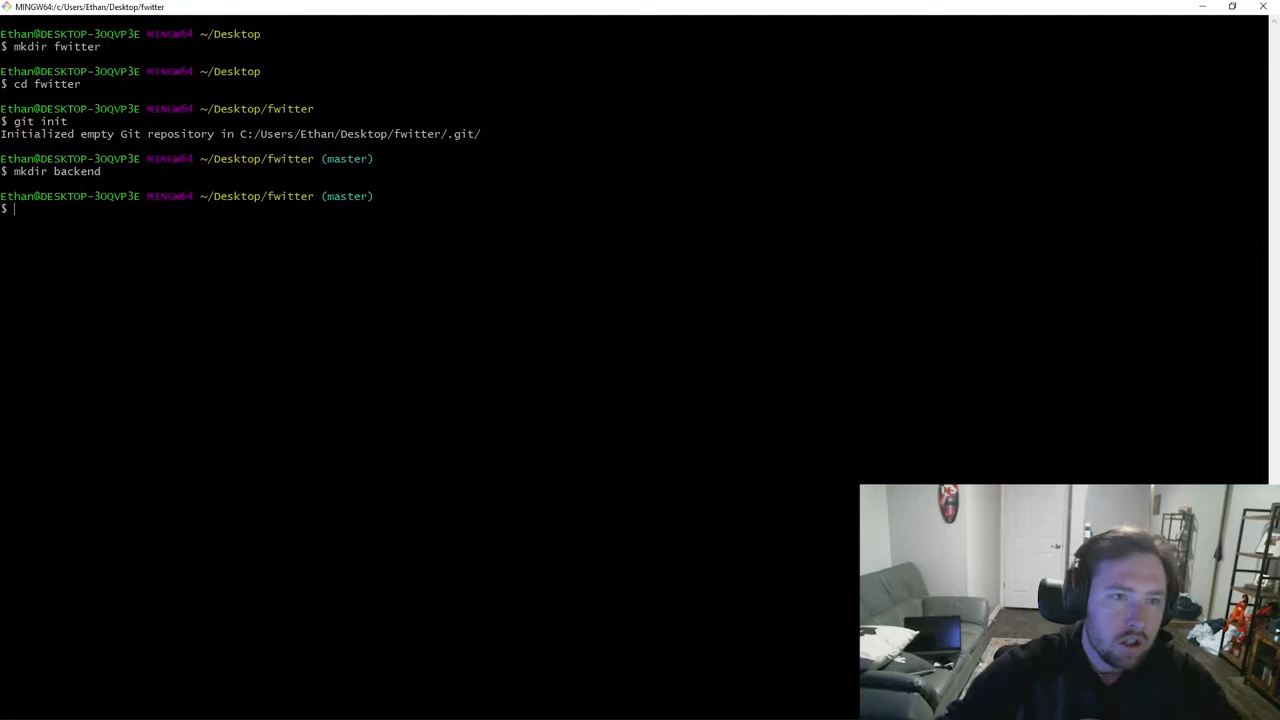 MINGW64:/c/Users/Ethan/Desktop/fwitter
Ethan@DESKTOP-3OQVP3E MINGW64 ~/Desktop
$ mkdir fwitter
Ethan@DESKTOP-3OQVP3E MINGW64 ~/Desktop
$ cd fwitter
Ethan@DESKTOP-3OQVP3E MINGW64 ~/Desktop/fwitter
$ git init
Initialized empty Git repository in C:/Users/Ethan/Desktop/fwitter/.git/
Ethan@DESKTOP-3OQVP3E MINGW64 ~/Desktop/fwitter (master)
$ mkdir backend
Ethan@DESKTOP-3OQVP3E MINGW64 ~/Desktop/fwitter (master)
$